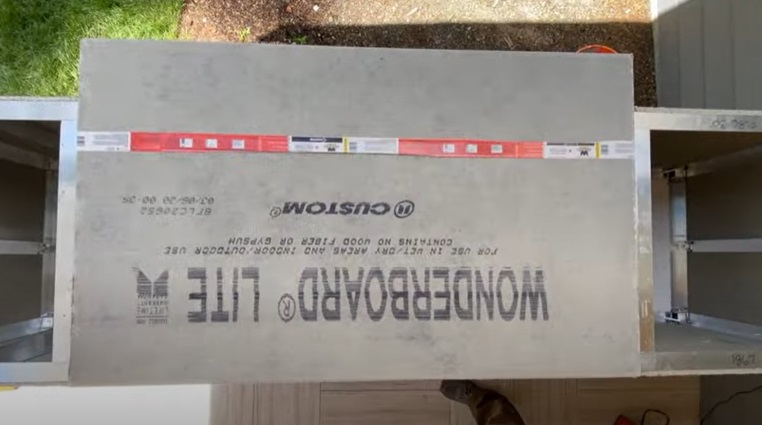 WONDERBOARD® LITE
LIFETIME
FOR USE IN WET/DRY AREAS AND INDOOR/OUTDOOR USE
CONTAINS NO WOOD FIBER OR GYPSUM
CUSTOM®